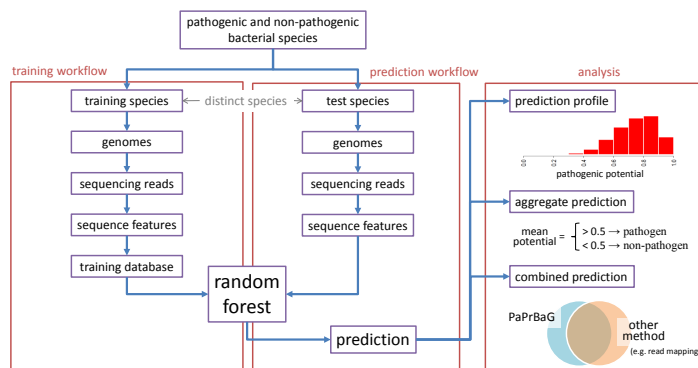 pathogenic and non-pathogenic
bacterial species
training workflow
prediction workflow
analysis
training species
distinct species
test species
prediction profile
genomes
genomes
sequencing reads
sequencing reads
0.0
0.2
0.4
0.6
0.8
1.0
pathogenic potential
sequence features
sequence features
aggregate prediction
mean
potential =
> 0.5 → pathogen
< 0.5 → non-pathogen
training database
random
forest
combined prediction
prediction
PaPrBaG
other
method
(e.g. read mapping)